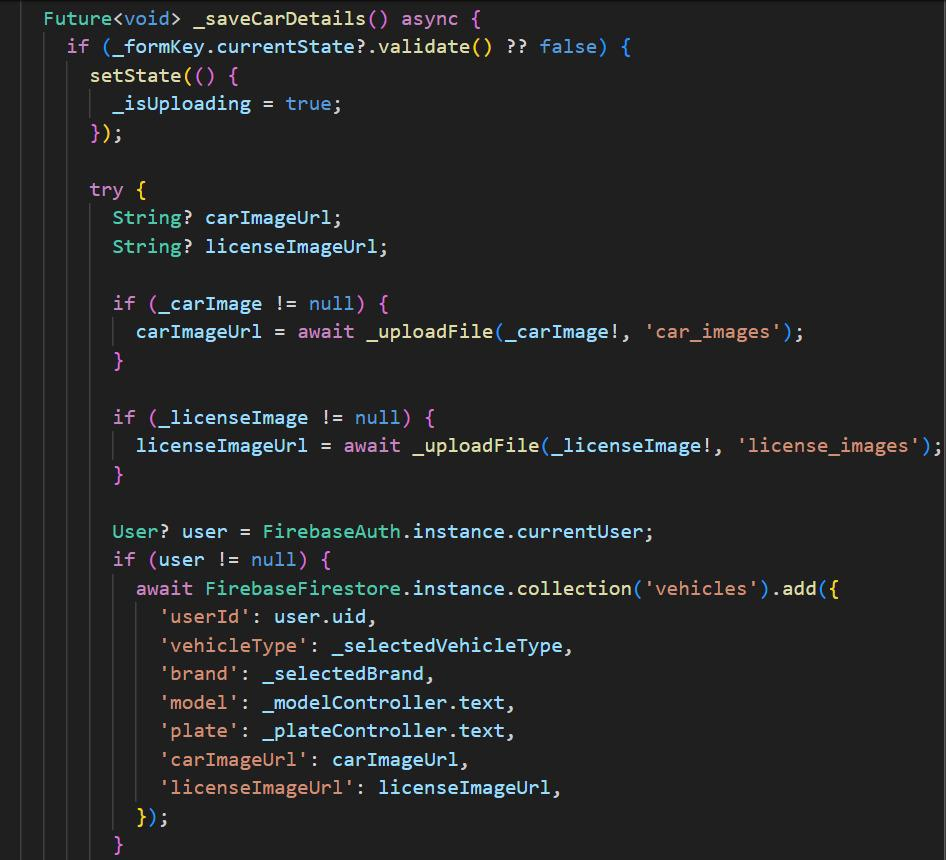 Future<void> _saveCarDetails() async {
if (_formKey.currentState?.validate() ?? false) {
setState(() {
_isUploading = true;
});
try {
String? carImageUrl;
String? licenseImageUrl;
if (_carImage != null) {
carImageUrl = await _uploadFile(_carImage!, 'car_images');
}
if (_licenseImage != null) {
licenseImageUrl = await _uploadFile(_licenseImage!, 'license_images');
}
User? user = FirebaseAuth.instance.currentUser;
if (user != null) {
await FirebaseFirestore.instance.collection('vehicles').add({
'userId': user.uid,
'vehicleType': _selectedVehicleType,
'brand': _selectedBrand,
'model': _modelController.text,
'plate': _plateController.text,
'carImageUrl': carImageUrl,
'licenseImageUrl': licenseImageUrl,
});
}